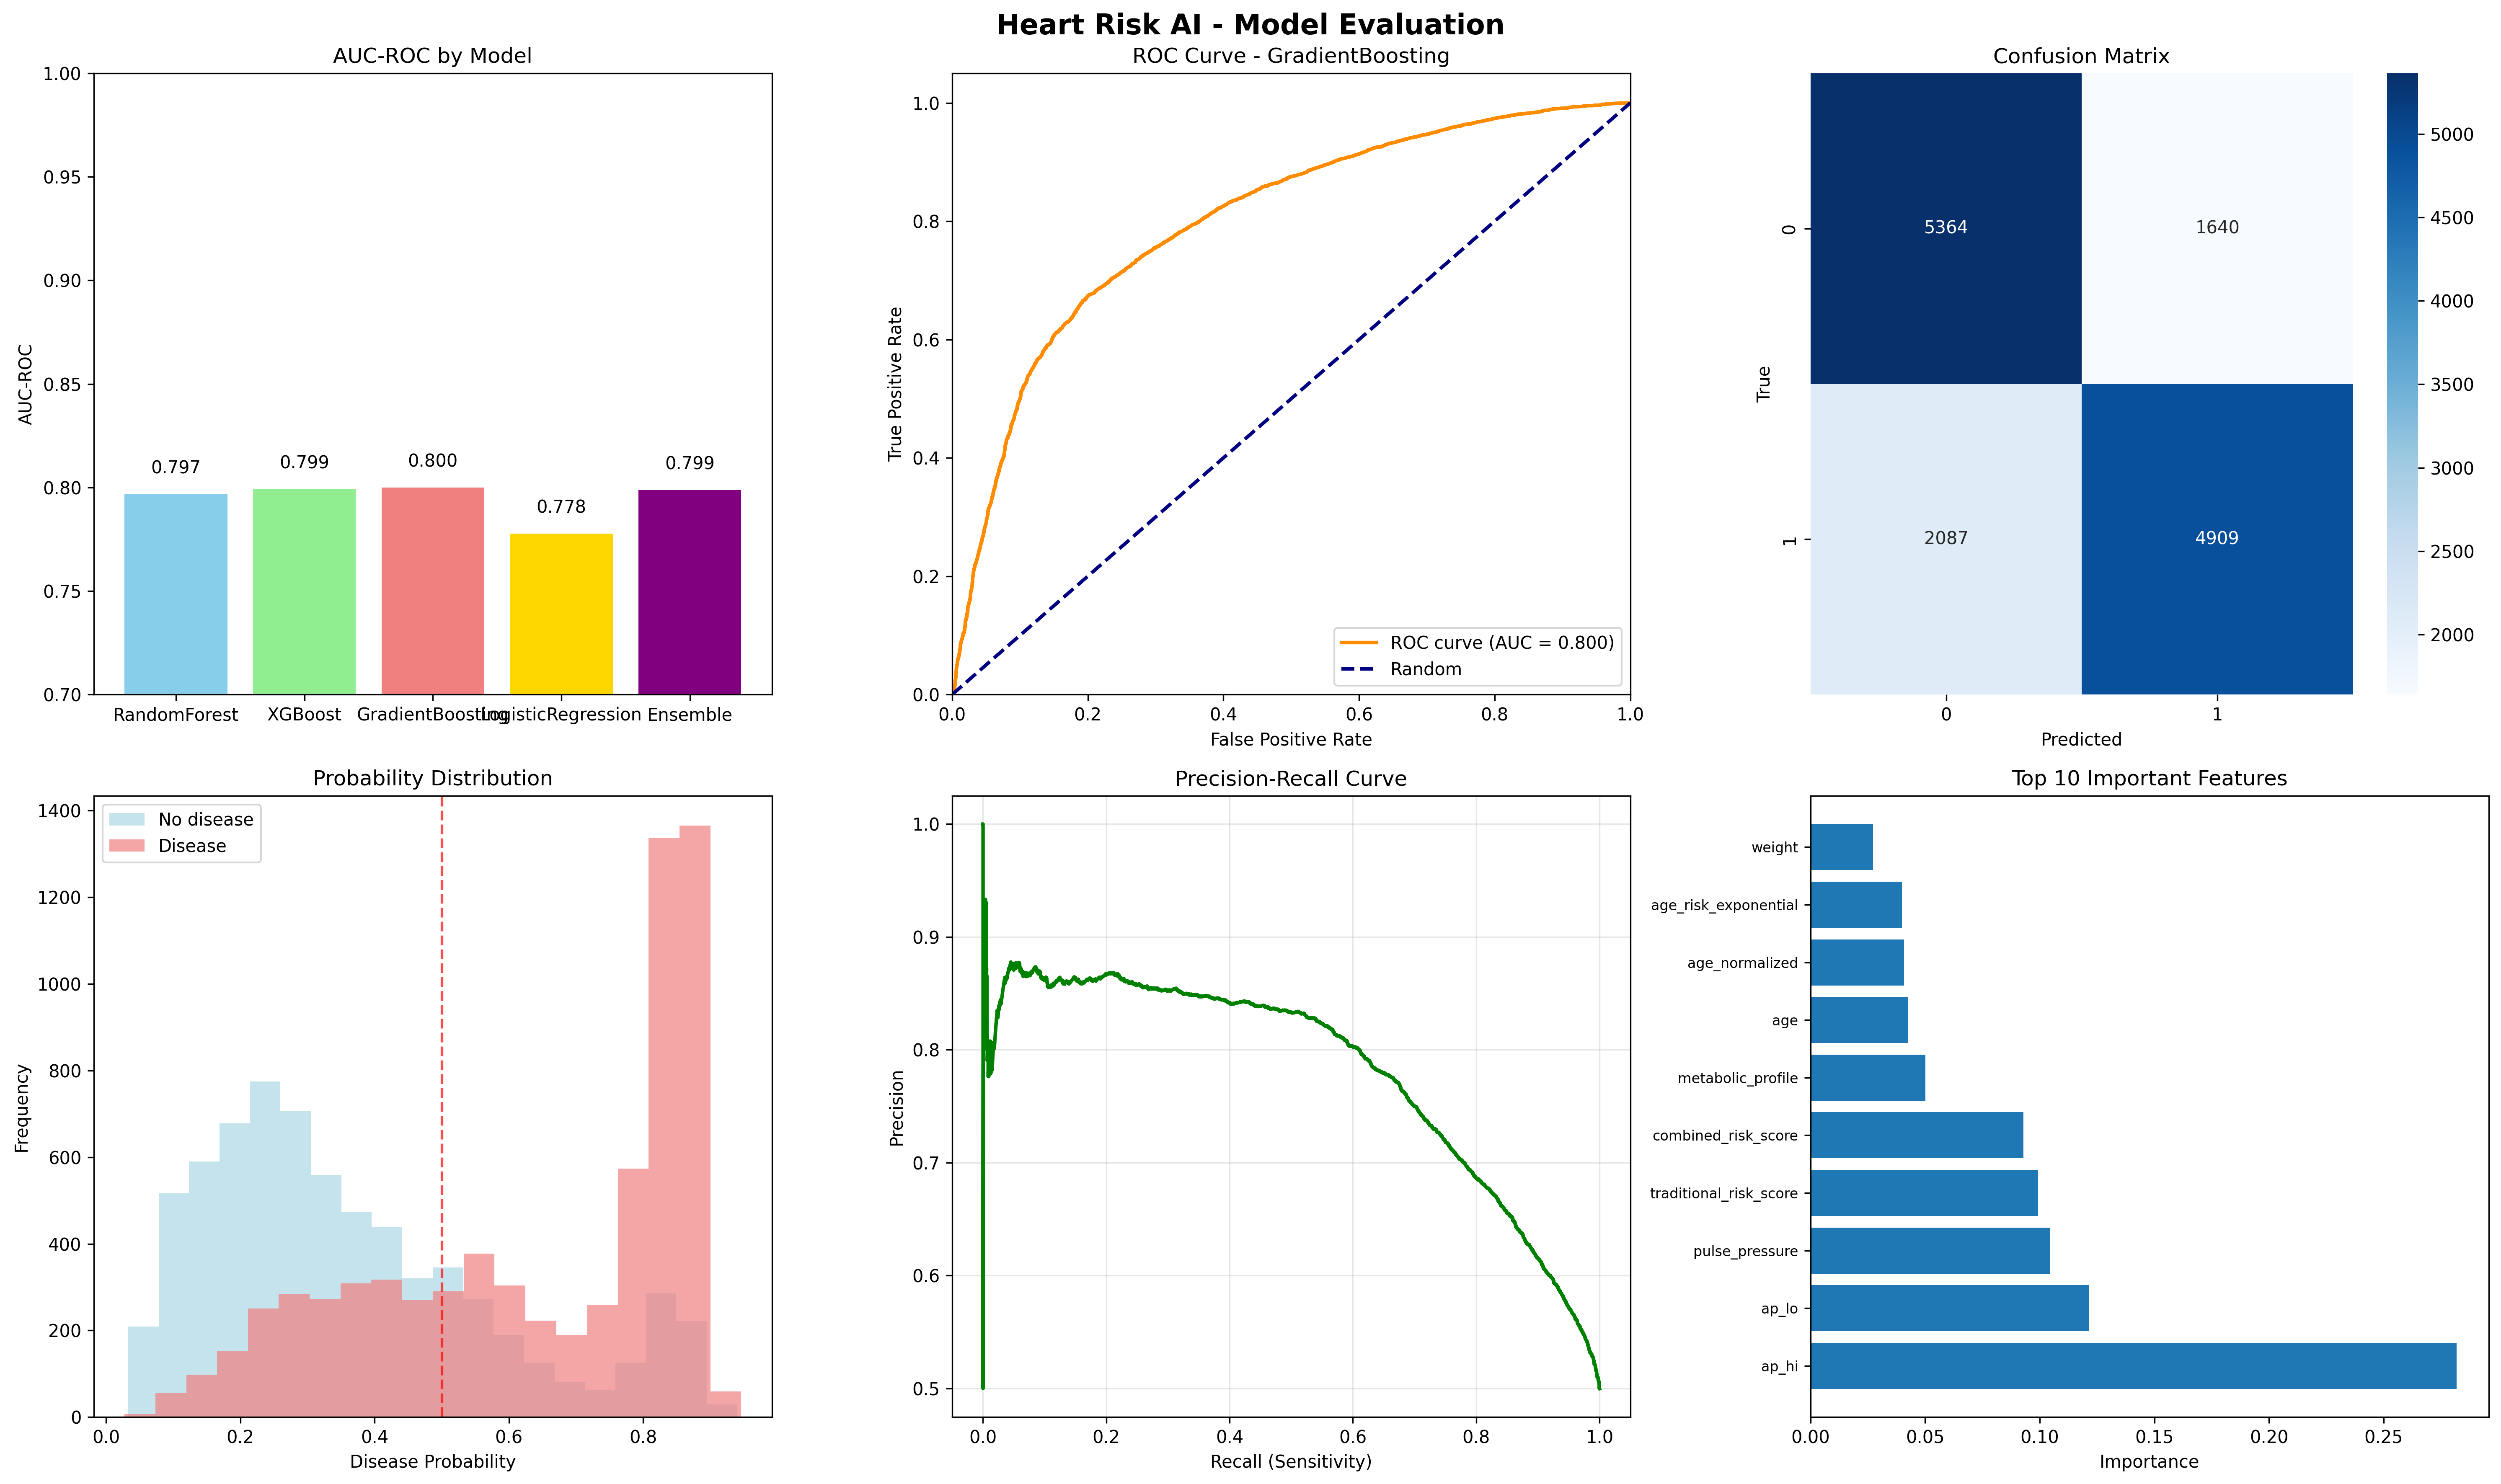 Heart Risk AI - Model Evaluation
AUC-ROC by Model
AUC-ROC
1.00
0.95
0.90
0.85
0.80
0.75
0.70
0.797
0.799
0.800
0.778
0.799
RandomForest
XGBoost
GradientBoosting
LogisticRegression
Ensemble
ROC Curve - GradientBoosting
True Positive Rate
1.0
0.8
0.6
0.4
0.2
0.0
ROC curve (AUC = 0.800)
Random
0.0 0.2 0.4 0.6 0.8 1.0
False Positive Rate
Confusion Matrix
True
0
1
5364 1640
2087 4909
0 1
Predicted
5000
4500
4000
3500
3000
2500
2000
Probability Distribution
Frequency
1400
1200
1000
800
600
400
200
0
No disease
Disease
0.0 0.2 0.4 0.6 0.8
Disease Probability
Precision-Recall Curve
Precision
1.0
0.9
0.8
0.7
0.6
0.5
0.0 0.2 0.4 0.6 0.8 1.0
Recall (Sensitivity)
Top 10 Important Features
weight
age_risk_exponential
age_normalized
age
metabolic_profile
combined_risk_score
traditional_risk_score
pulse_pressure
ap_lo
ap_hi
0.00 0.05 0.10 0.15 0.20 0.25
Importance